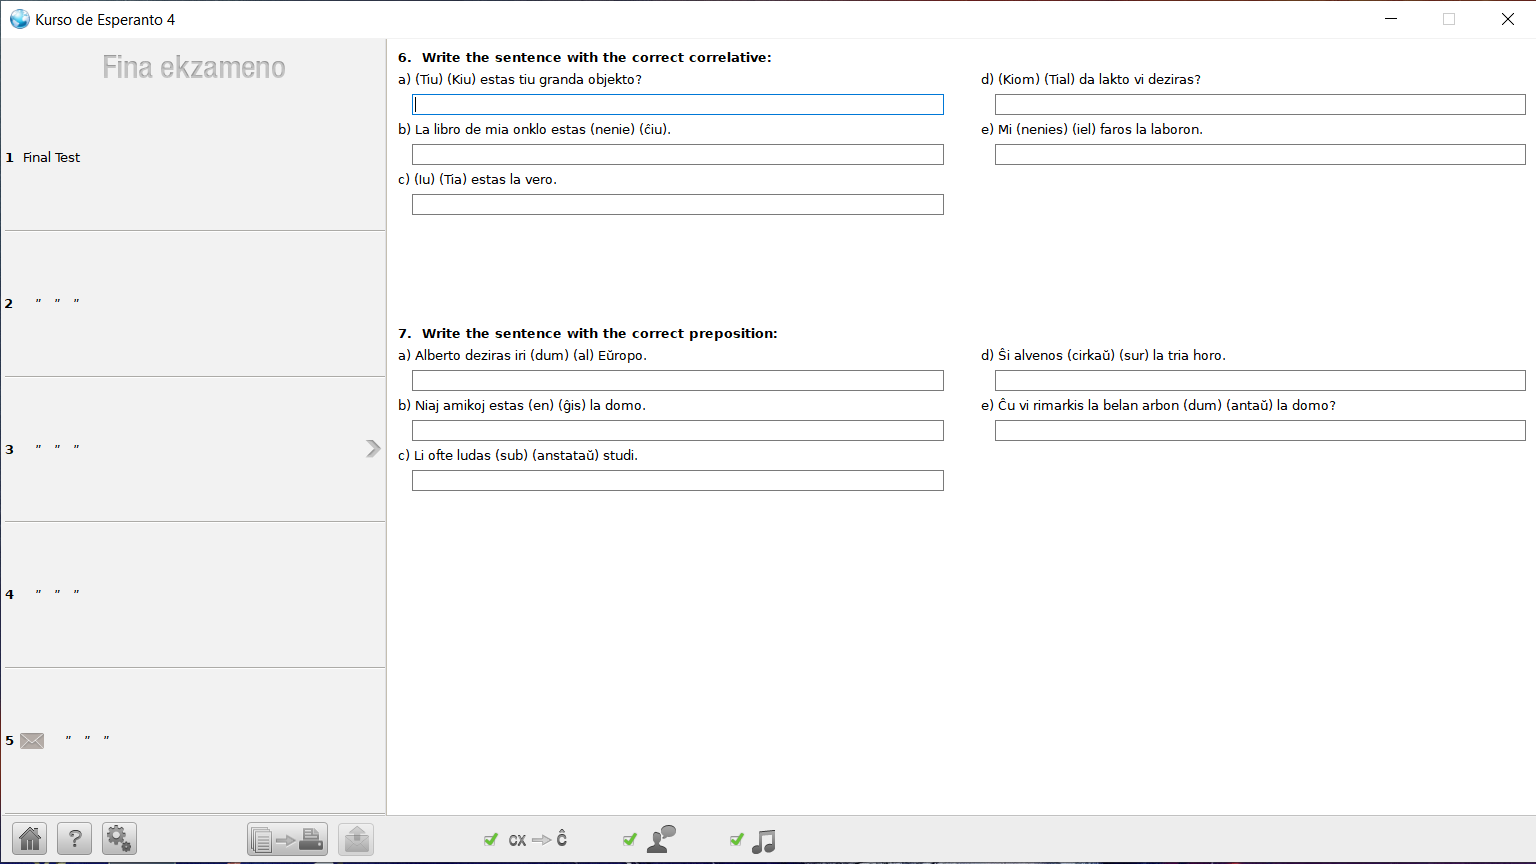 Kurso de Esperanto 4
Fina ekzameno
1 Final Test
2 " " "
3 " " "
4 " " "
5 " " "
6. Write the sentence with the correct correlative:
a) (Tiu) (Kiu) estas tiu granda objekto?
b) La libro de mia onklo estas (nenie) (ĉiu).
c) (Iu) (Tia) estas la vero.
d) (Kiom) (Tial) da lakto vi deziras?
e) Mi (nenies) (iel) faros la laboron.
7. Write the sentence with the correct preposition:
a) Alberto deziras iri (dum) (al) Eŭropo.
b) Niaj amikoj estas (en) (ĝis) la domo.
c) Li ofte ludas (sub) (anstataŭ) studi.
d) Ŝi alvenos (cirkaŭ) (sur) la tria horo.
e) Ĉu vi rimarkis la belan arbon (dum) (antaŭ) la domo?
?
cx Ĉ